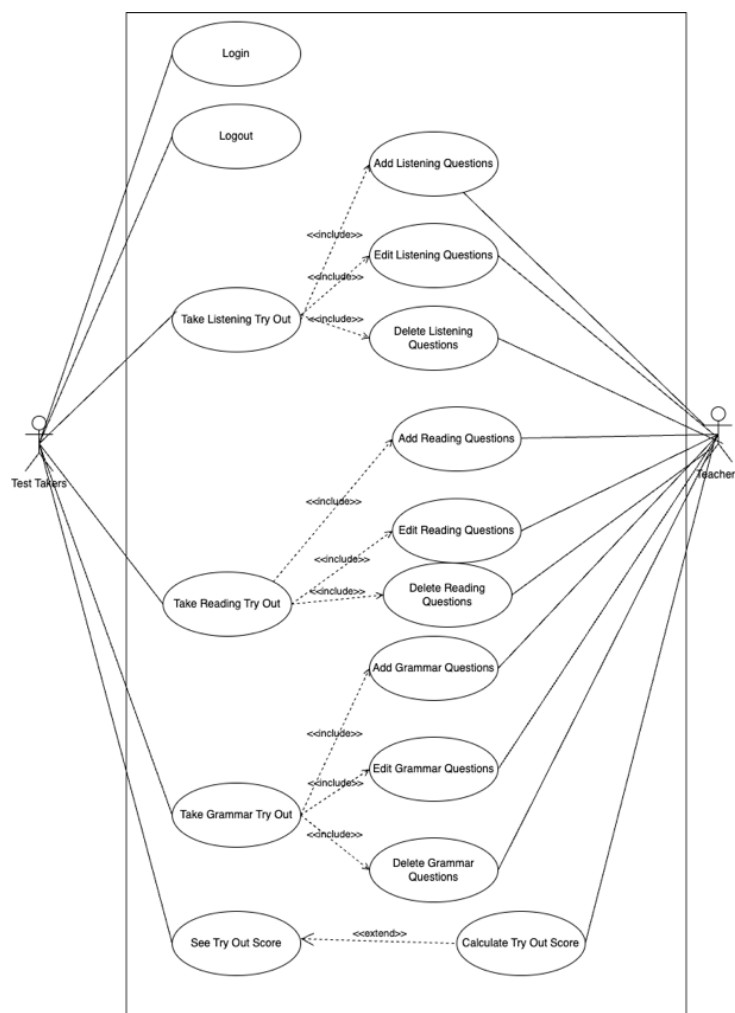 Login
Logout
Add Listening Questions
<<include>>
Edit Listening Questions
<<include>>
Take Listening Try Out
<<include>>
Delete Listening
Questions
Add Reading Questions
Test Takers
Teacher
<<include>>
Edit Reading Questions
<<include>>
Delete Reading
Questions
<<include>>
Take Reading Try Out
Add Grammar Questions
<<include>>
Edit Grammar Questions
<<include>>
Take Grammar Try Out
<<include>>
Delete Grammar
Questions
<<extend>>
See Try Out Score
Calculate Try Out Score